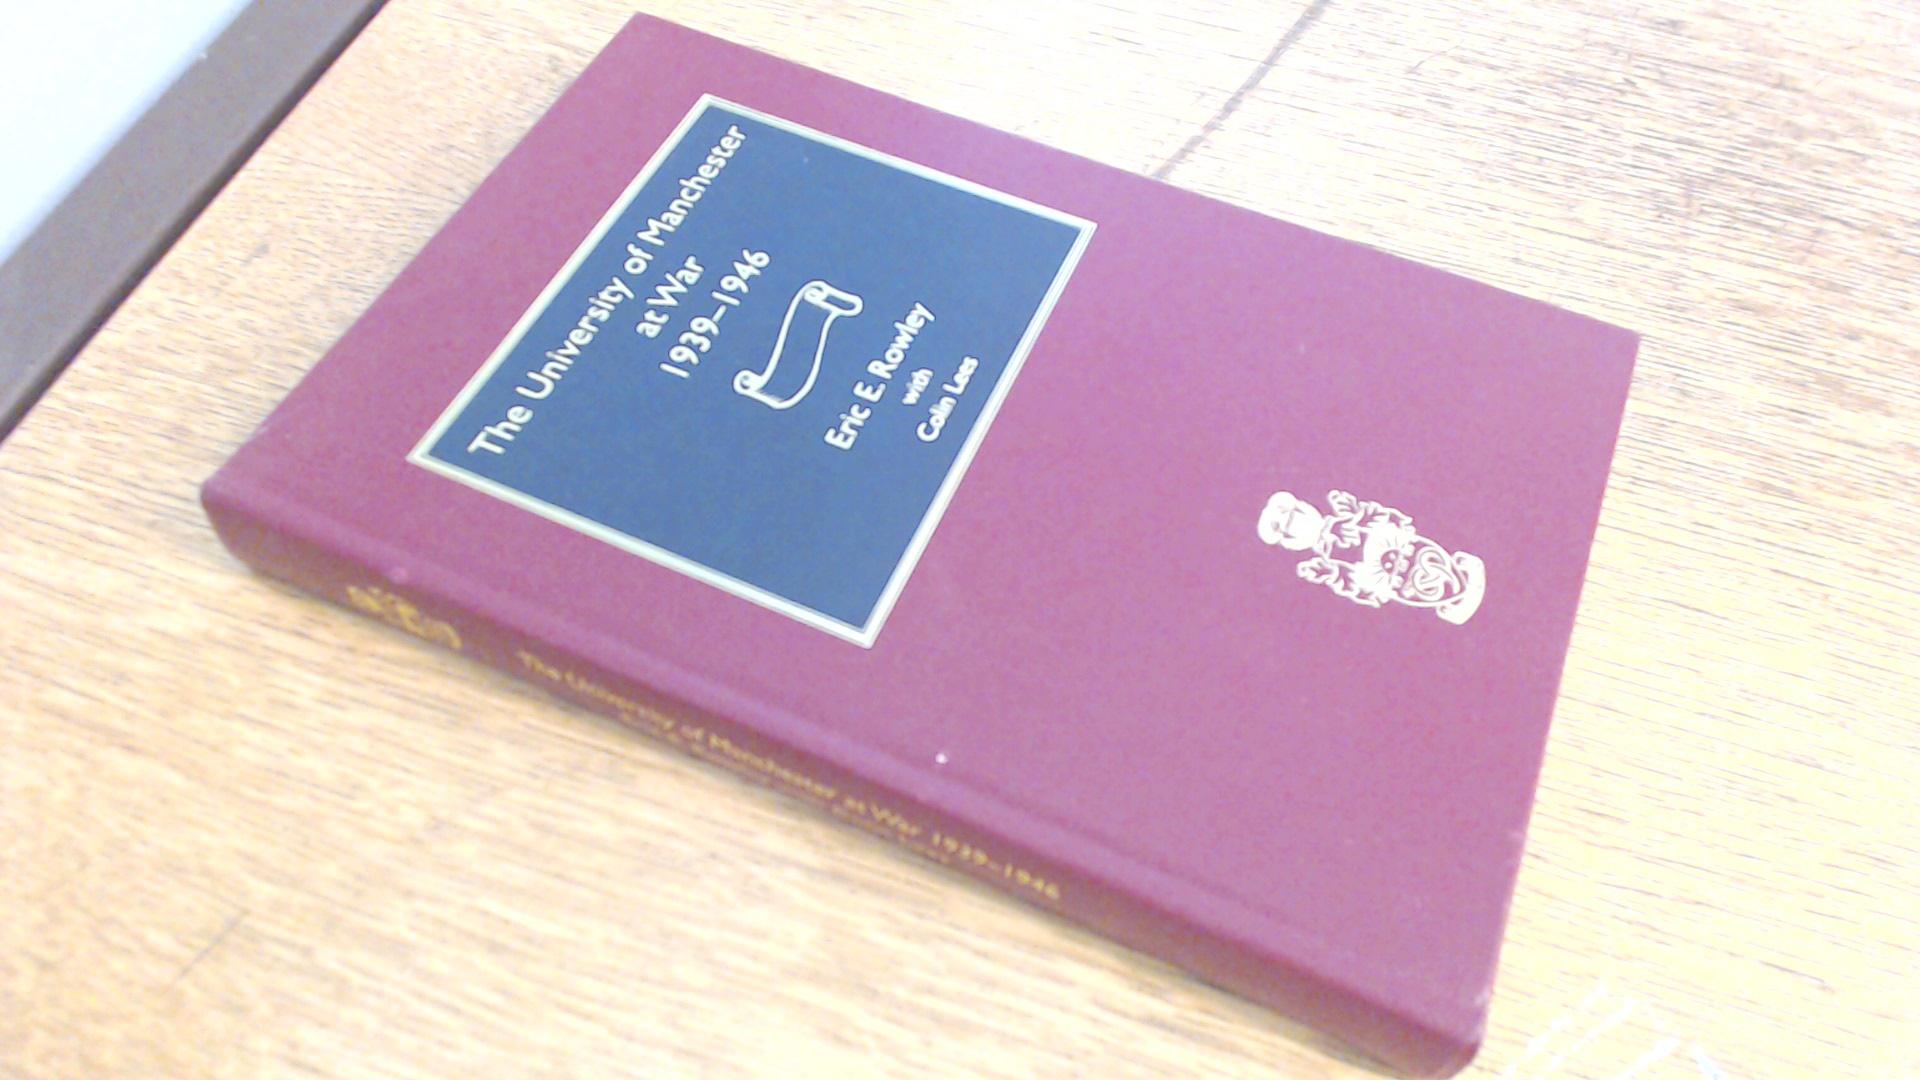 The University of Manchester
at War
1939–1946
Eric E. Rowley
with
Colin Lees
The University of Manchester at War 1939–1946